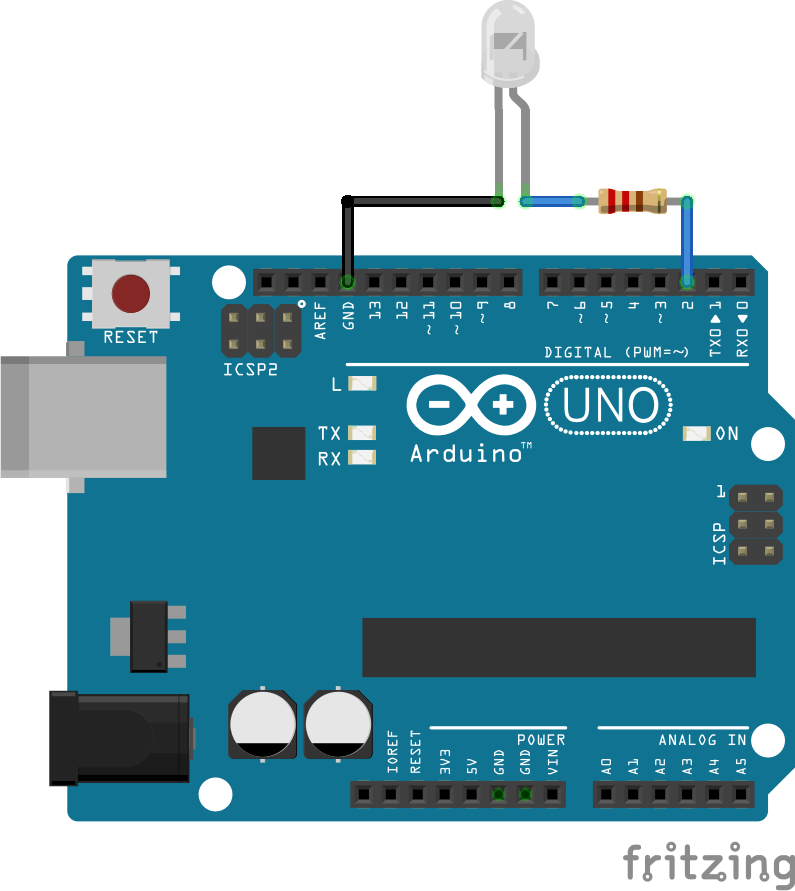 RESET
ICSP2
AREF
GND
13
12
~11
~10
~9
8
7
~6
~5
4
~3
2
TX0▶1
RX0◀0
DIGITAL (PWM=~)
L
TX
RX
UNO
Arduino™
ON
1
ICSP
IOREF
RESET
3V3
5V
GND
GND
VIN
POWER
ANALOG IN
A0
A1
A2
A3
A4
A5
fritzing